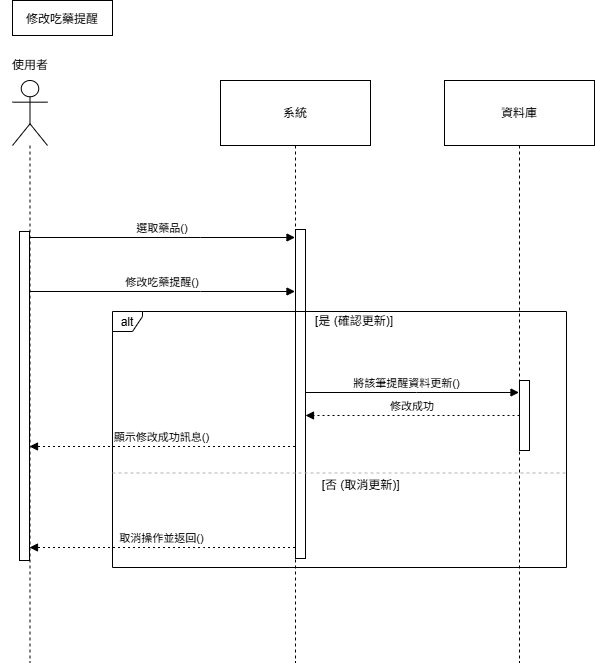 修改吃藥提醒
使用者
系統
資料庫
選取藥品()
修改吃藥提醒()
alt
[是 (確認更新)]
將該筆提醒資料更新()
修改成功
顯示修改成功訊息()
[否 (取消更新)]
取消操作並返回()